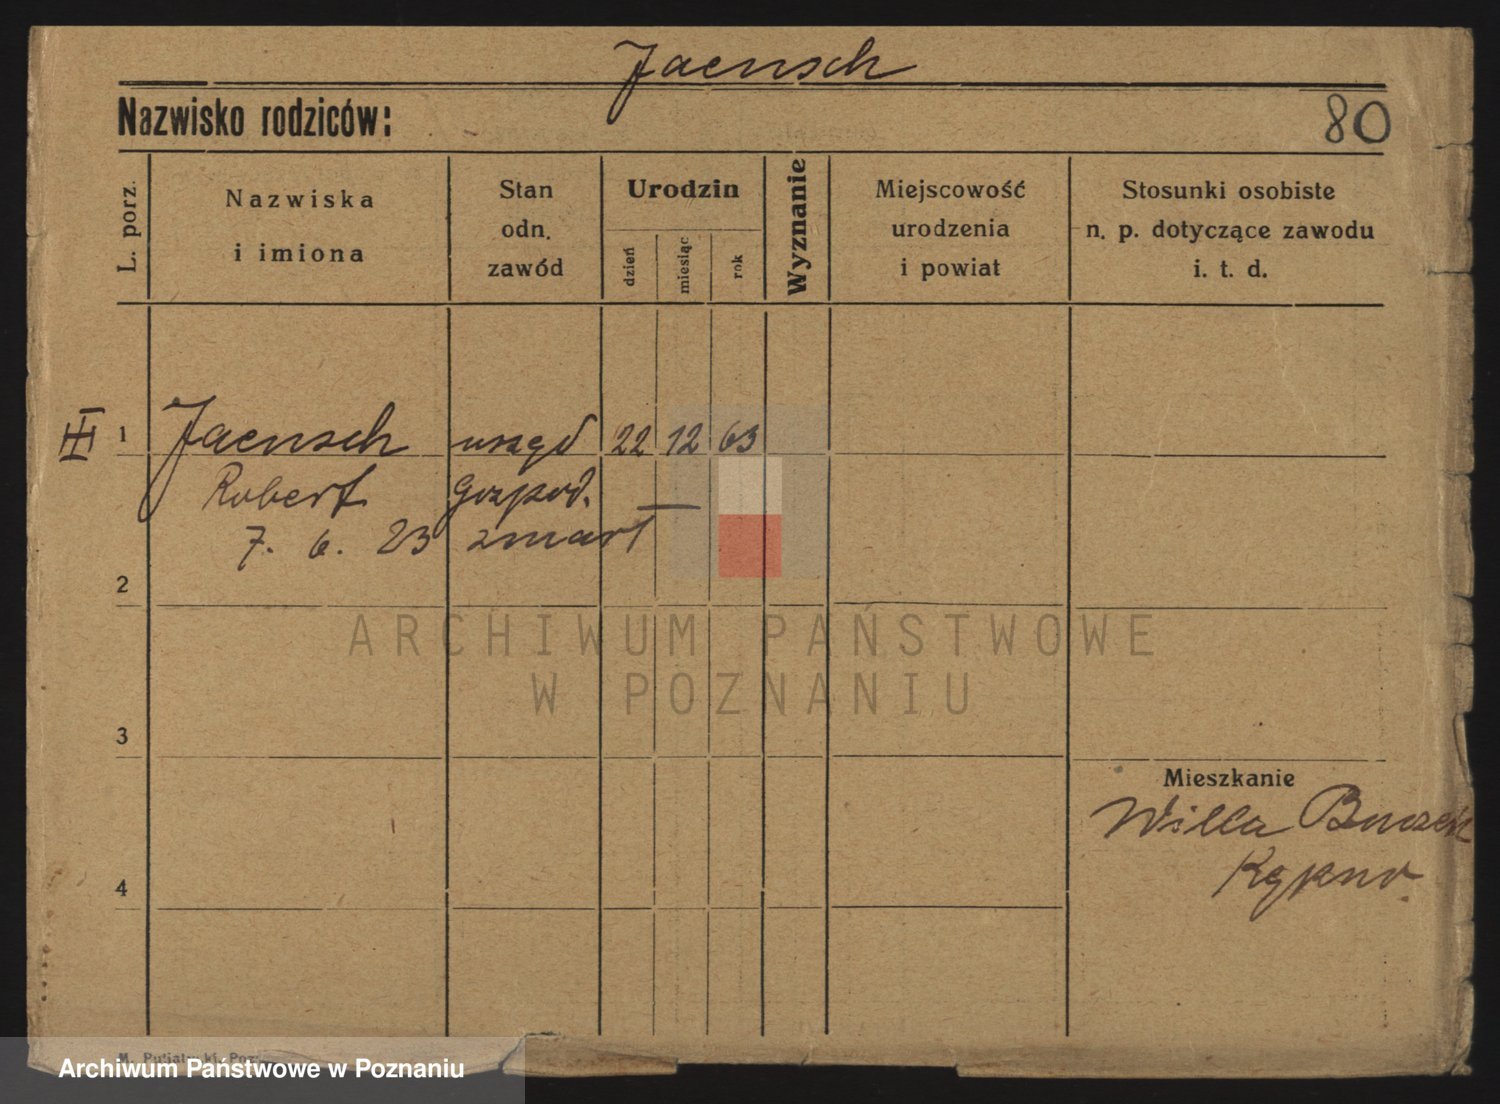 Jaensch
Nazwisko rodziców:
80
L. porz.
Nazwiska
i imiona
Stan
odn.
zawód
Urodzin
dzień
miesiąc
rok
Wyznanie
Miejscowość
urodzenia
i powiat
Stosunki osobiste
n. p. dotyczące zawodu
i. t. d.
III 1 Jaensch urzęd 22 12 63
Robert gospod. —
7. 6. 23 zmarł
2
ARCHIWUM PAŃSTWOWE
W POZNANIU
3
Mieszkanie
Willa
4
Kępno.
Archiwum Państwowe w Poznaniu